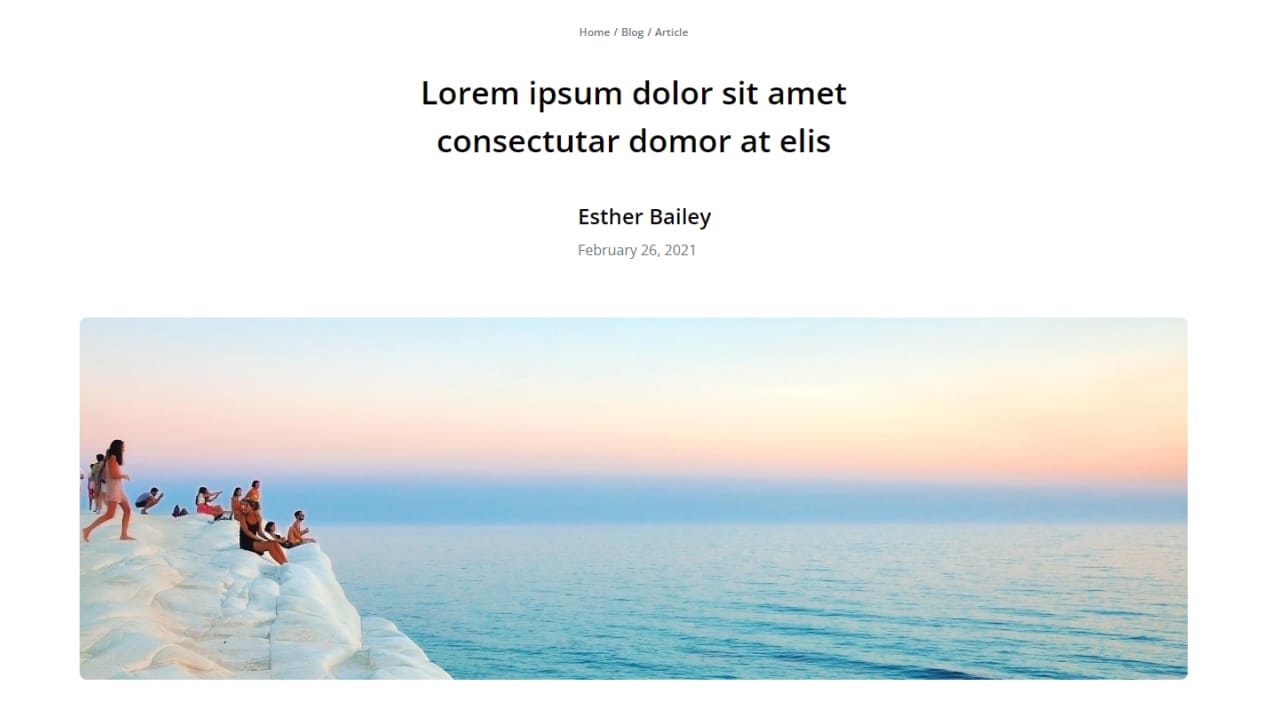 Home / Blog / Article
Lorem ipsum dolor sit amet
consectutar domor at elis
Esther Bailey
February 26, 2021